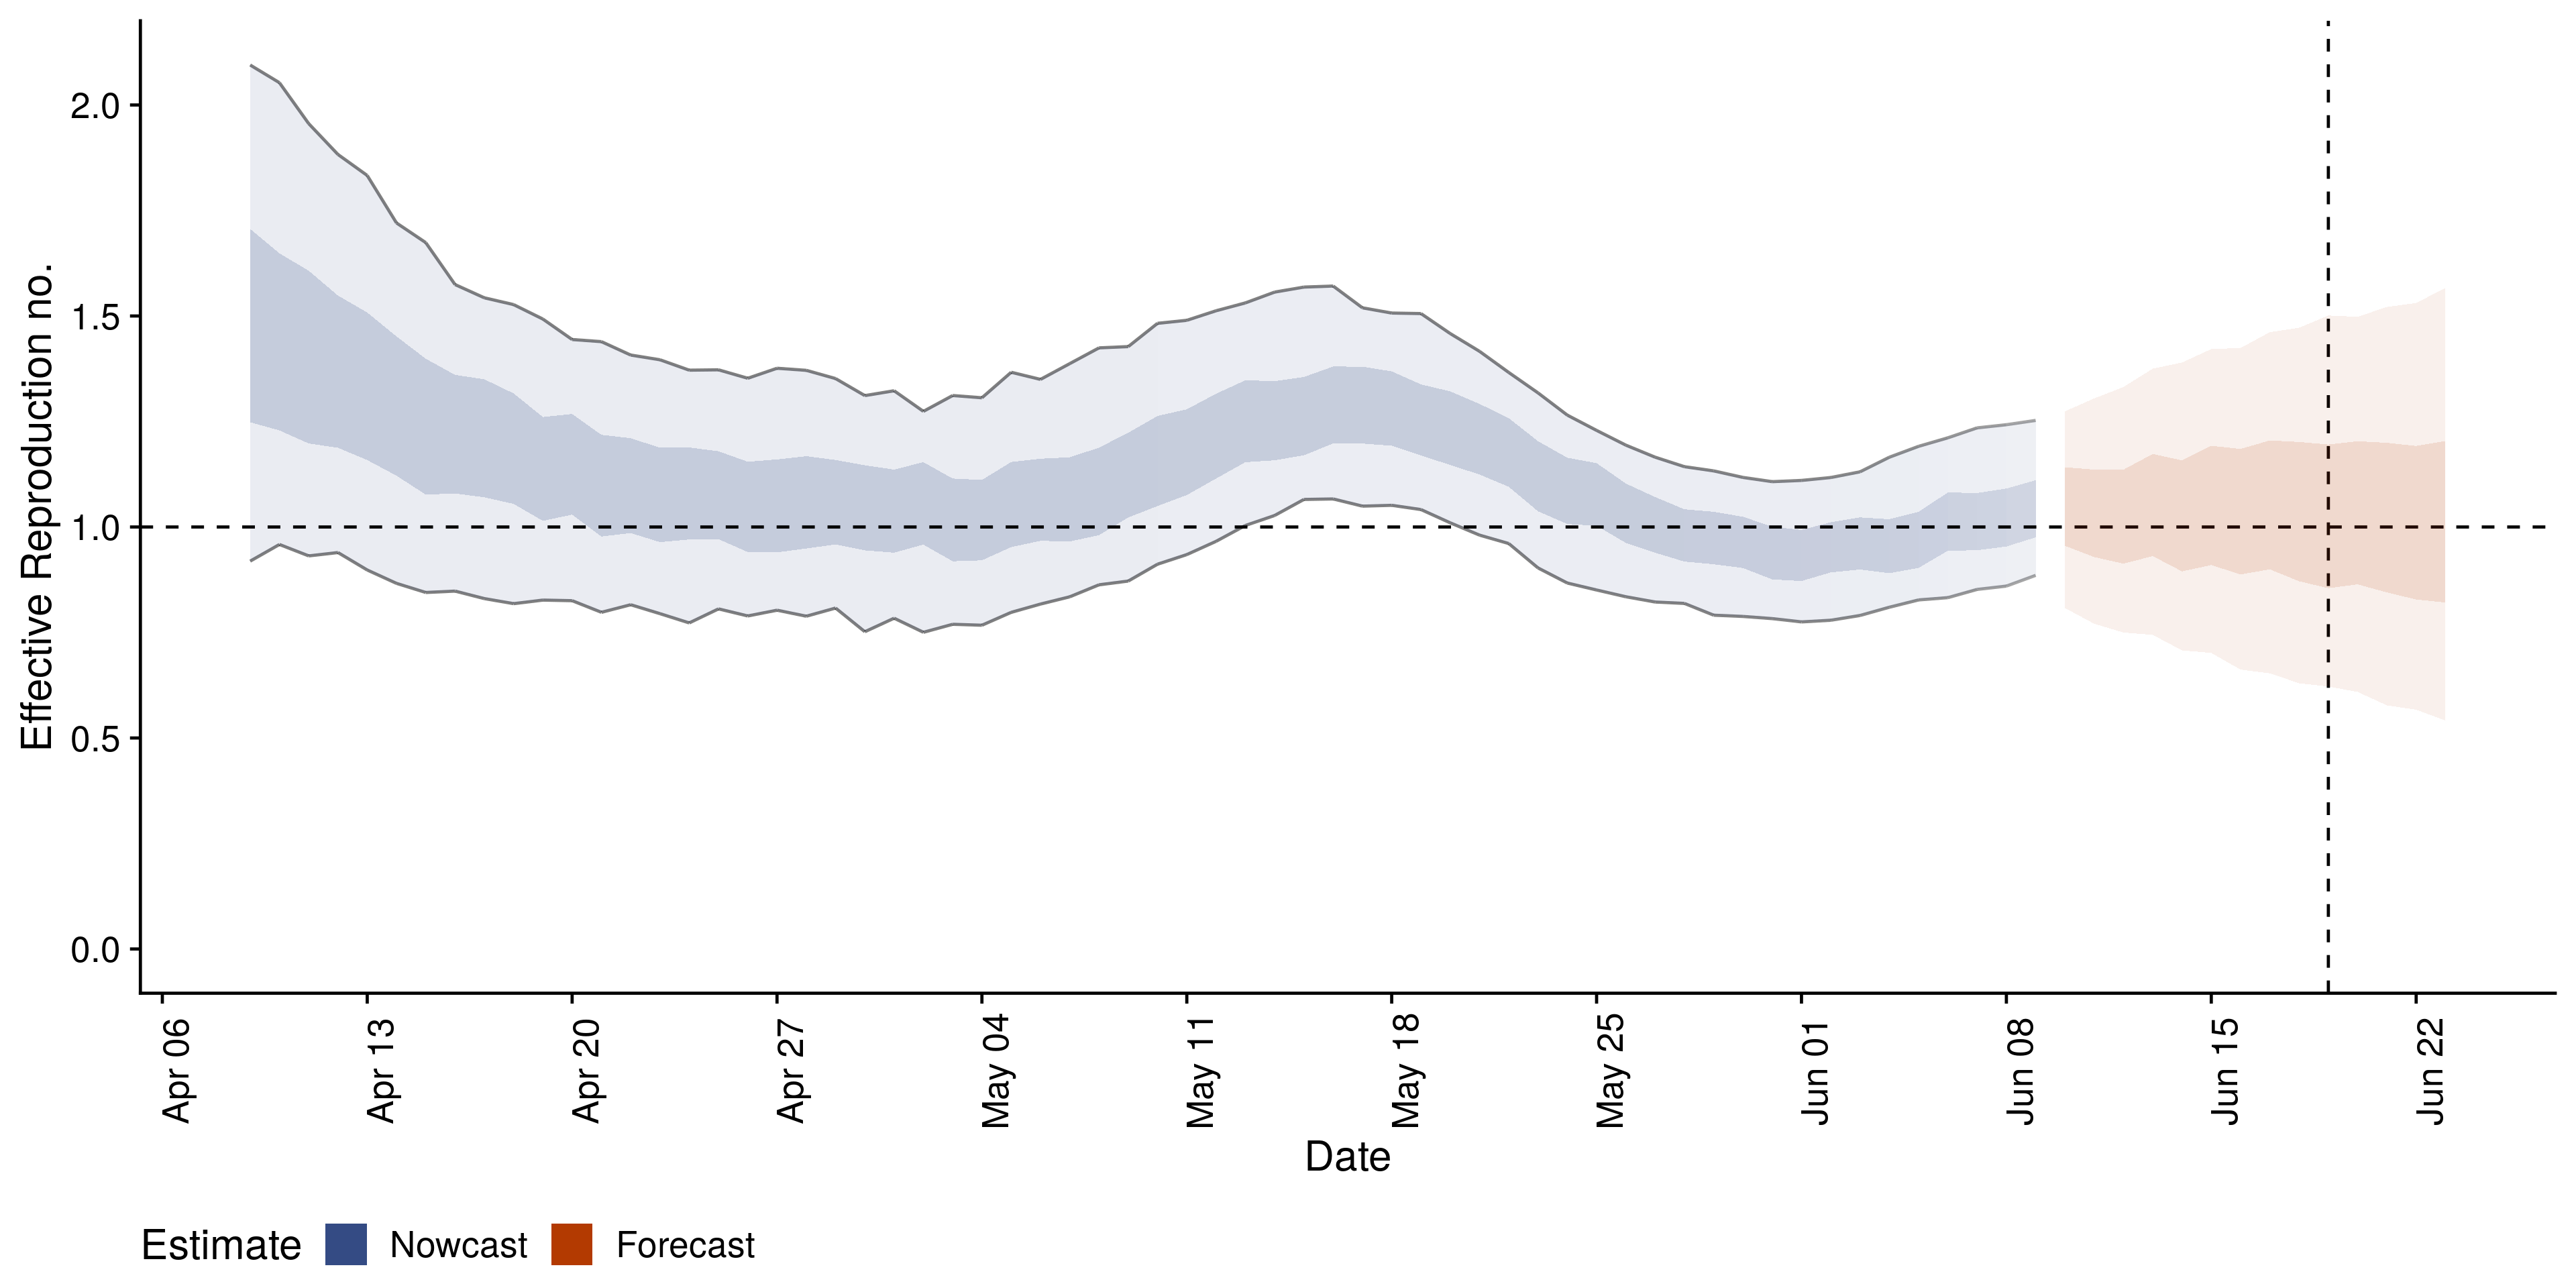 Effective Reproduction no.
2.0
1.5
1.0
0.5
0.0
Apr 06
Apr 13
Apr 20
Apr 27
May 04
May 11
May 18
May 25
Jun 01
Jun 08
Jun 15
Jun 22
Date
Estimate Nowcast Forecast